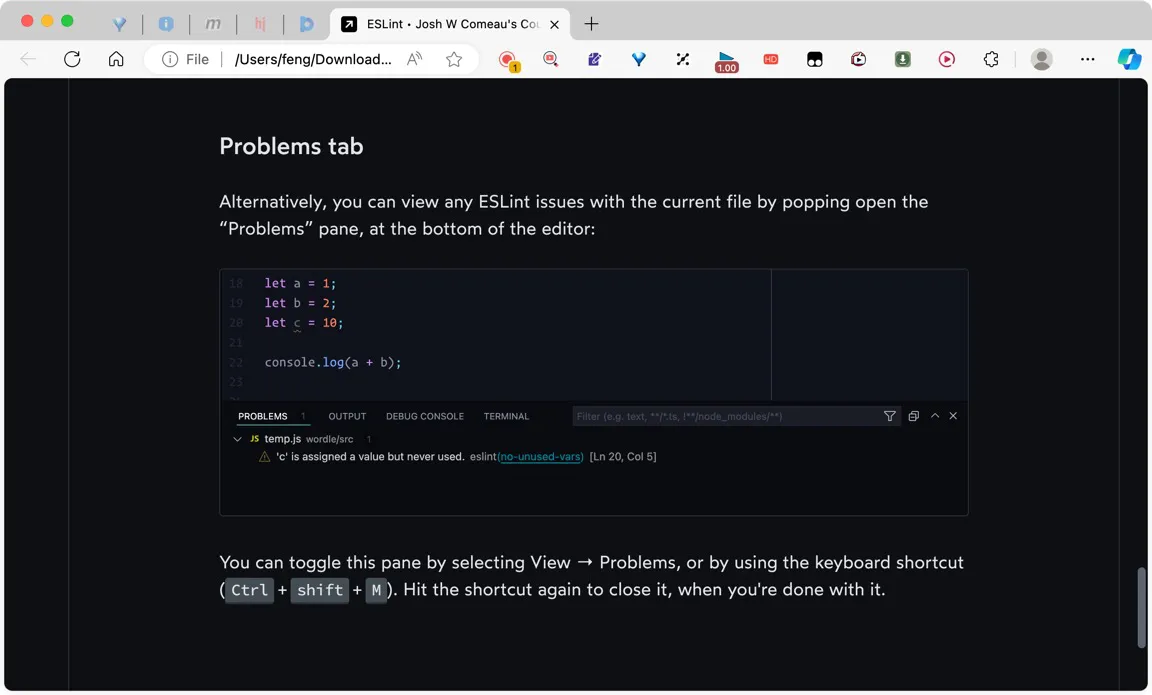 ESLint • Josh W Comeau's Cou
File
/Users/feng/Download...
1
1.00
HD
Problems tab
Alternatively, you can view any ESLint issues with the current file by popping open the
“Problems” pane, at the bottom of the editor:
18 let a = 1;
19 let b = 2;
20 let c = 10;
21
22 console.log(a + b);
23
PROBLEMS 1 OUTPUT DEBUG CONSOLE TERMINAL Filter (e.g. text, **/*.ts, !**/node_modules/**)
JS temp.js wordle/src 1
'c' is assigned a value but never used. eslint(no-unused-vars) [Ln 20, Col 5]
You can toggle this pane by selecting View → Problems, or by using the keyboard shortcut
(Ctrl + shift + M). Hit the shortcut again to close it, when you're done with it.